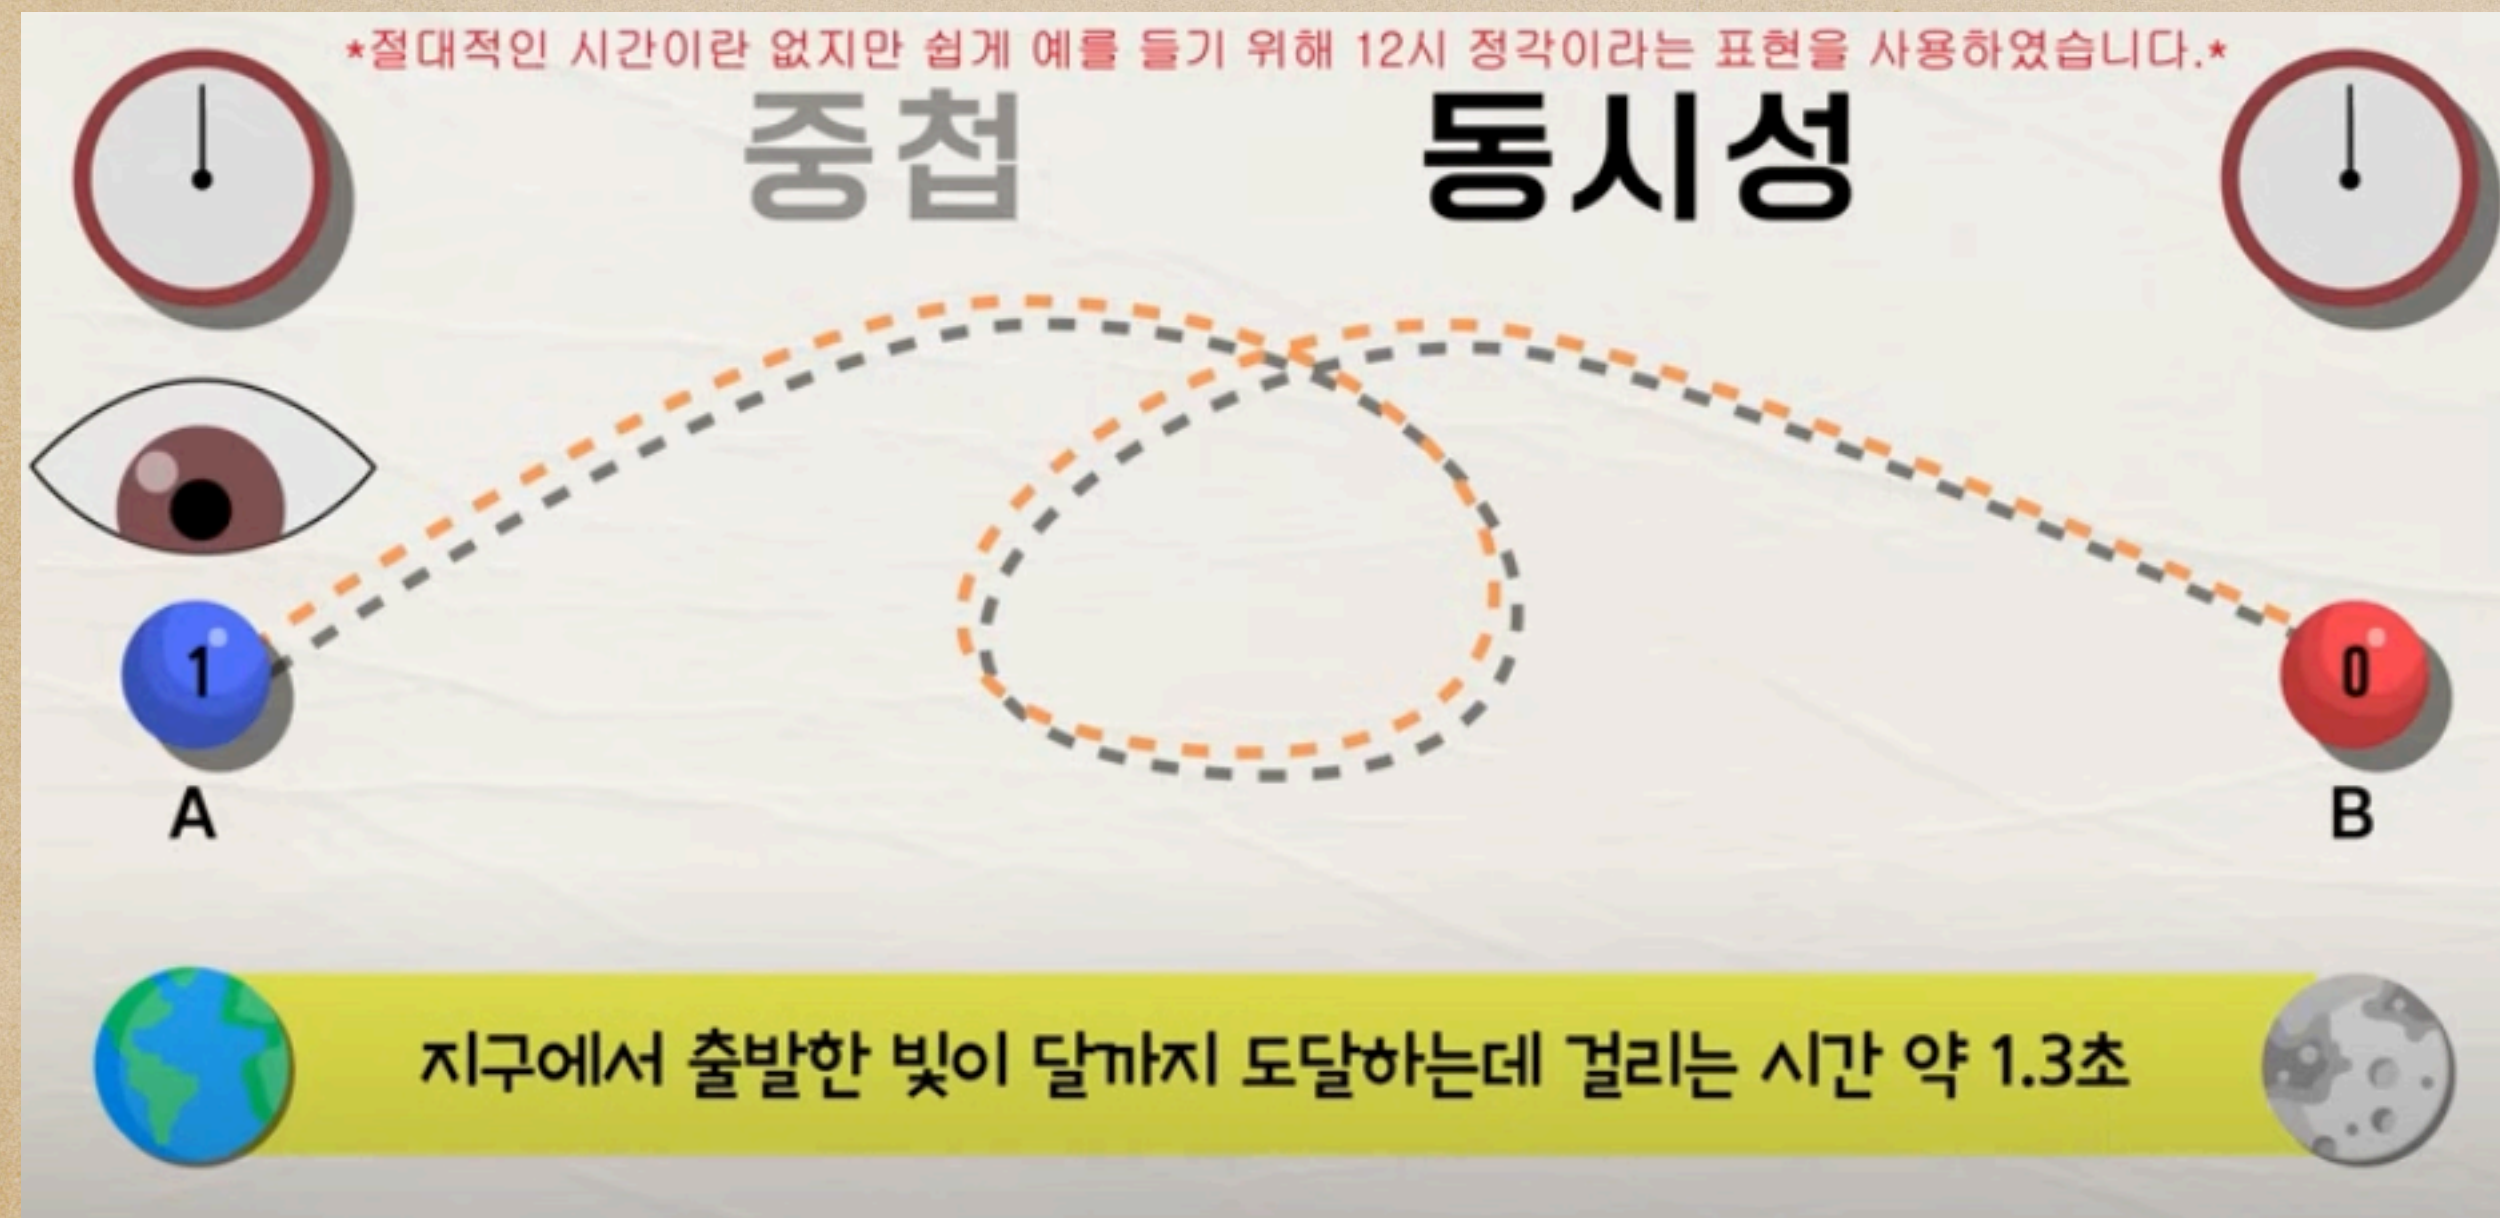 *절대적인 시간이란 없지만 쉽게 예를 들기 위해 12시 정각이라는 표현을 사용하였습니다.*
중첩 동시성
1 0
A B
지구에서 출발한 빛이 달까지 도달하는데 걸리는 시간 약 1.3초